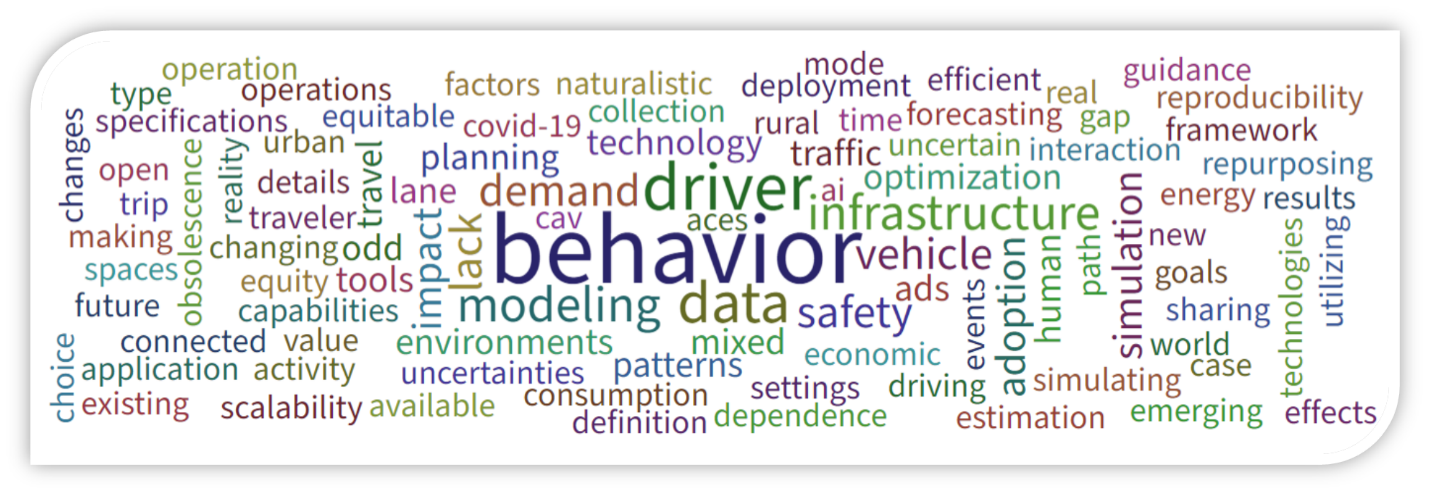 operation
mode
type
operations
factors
naturalistic
deployment
efficient
real
guidance
reproducibility
changes
specifications
equitable
covid-19
collection
rural
time
forecasting
gap
framework
open
obsolescence
reality
urban
travel
planning
technology
traffic
uncertain
interaction
repurposing
trip
details
lane
demand
driver
ai
optimization
energy
results
making
traveler
cav
aces
infrastructure
simulation
new
spaces
changing
odd
impact
lack
behavior
vehicle
adoption
human
path
goals
technologies
utilizing
future
equity
tools
capabilities
modeling
data
safety
ads
events
sharing
choice
connected
value
environments
mixed
economic
world
application
activity
uncertainties
patterns
settings
driving
simulating
case
existing
scalability
available
consumption
definition
dependence
estimation
emerging
effects